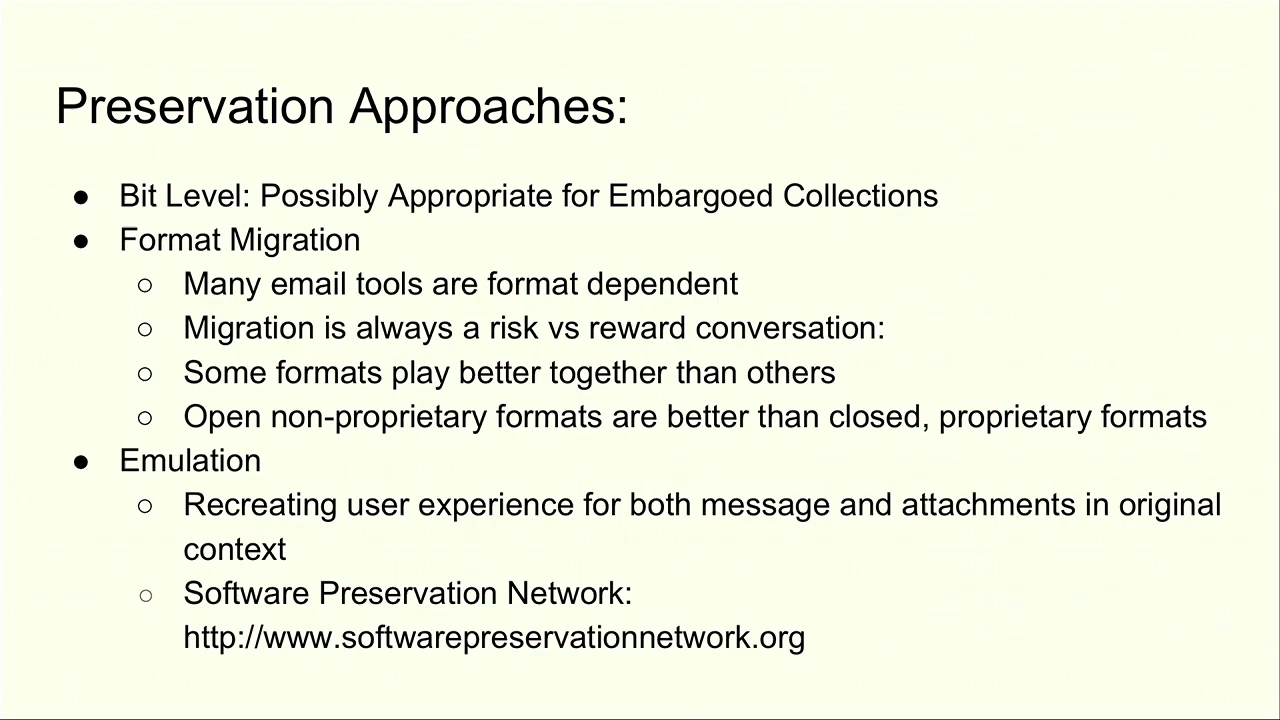 Preservation Approaches:
● Bit Level: Possibly Appropriate for Embargoed Collections
● Format Migration
○ Many email tools are format dependent
○ Migration is always a risk vs reward conversation:
○ Some formats play better together than others
○ Open non-proprietary formats are better than closed, proprietary formats
● Emulation
○ Recreating user experience for both message and attachments in original
context
○ Software Preservation Network:
http://www.softwarepreservationnetwork.org